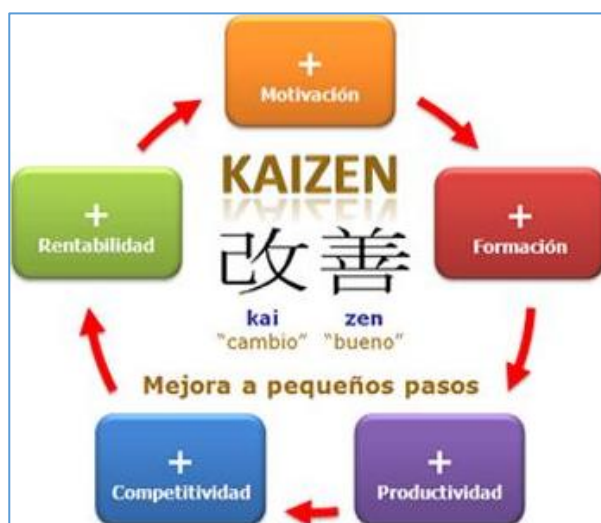 +
Motivación
+
Rentabilidad
KAIZEN
+
Formación
改善
kai zen
"cambio" "bueno"
Mejora a pequeños pasos
+
Competitividad
+
Productividad